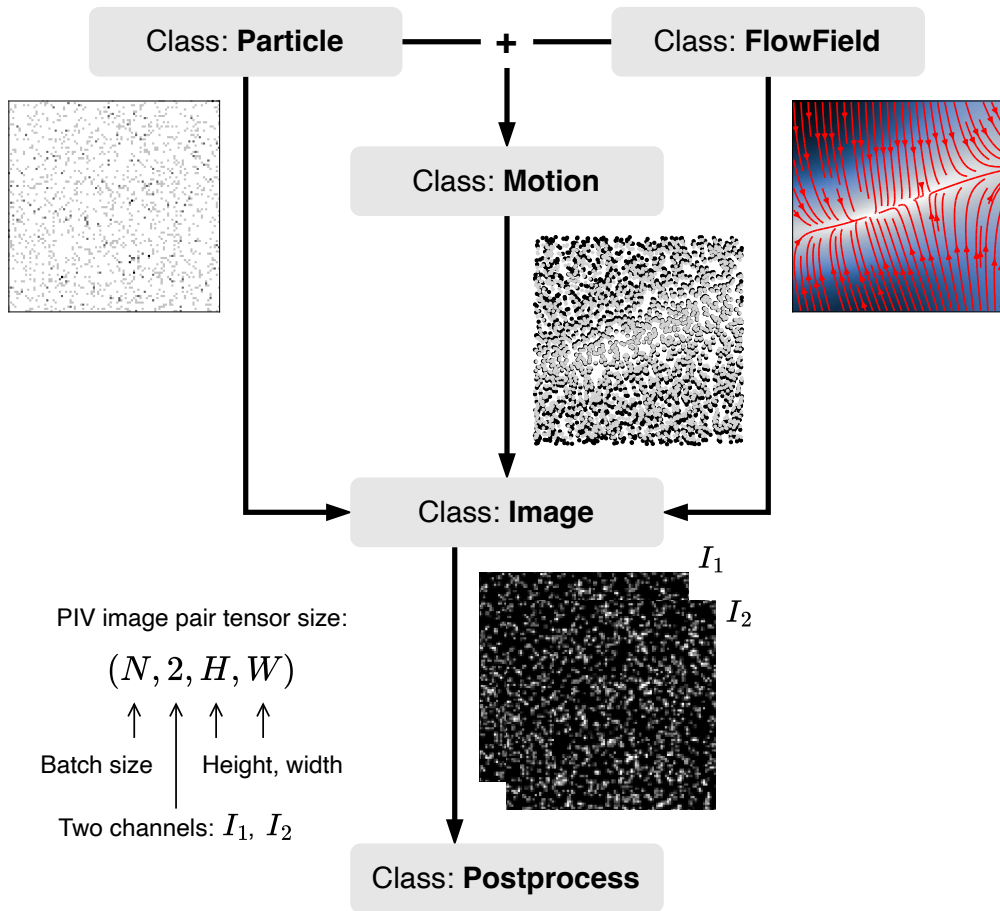 Class: Particle
+
Class: FlowField
Class: Motion
Class: Image
I₁
I₂
PIV image pair tensor size:
(N, 2, H, W)
Batch size
Height, width
Two channels: I₁, I₂
Class: Postprocess